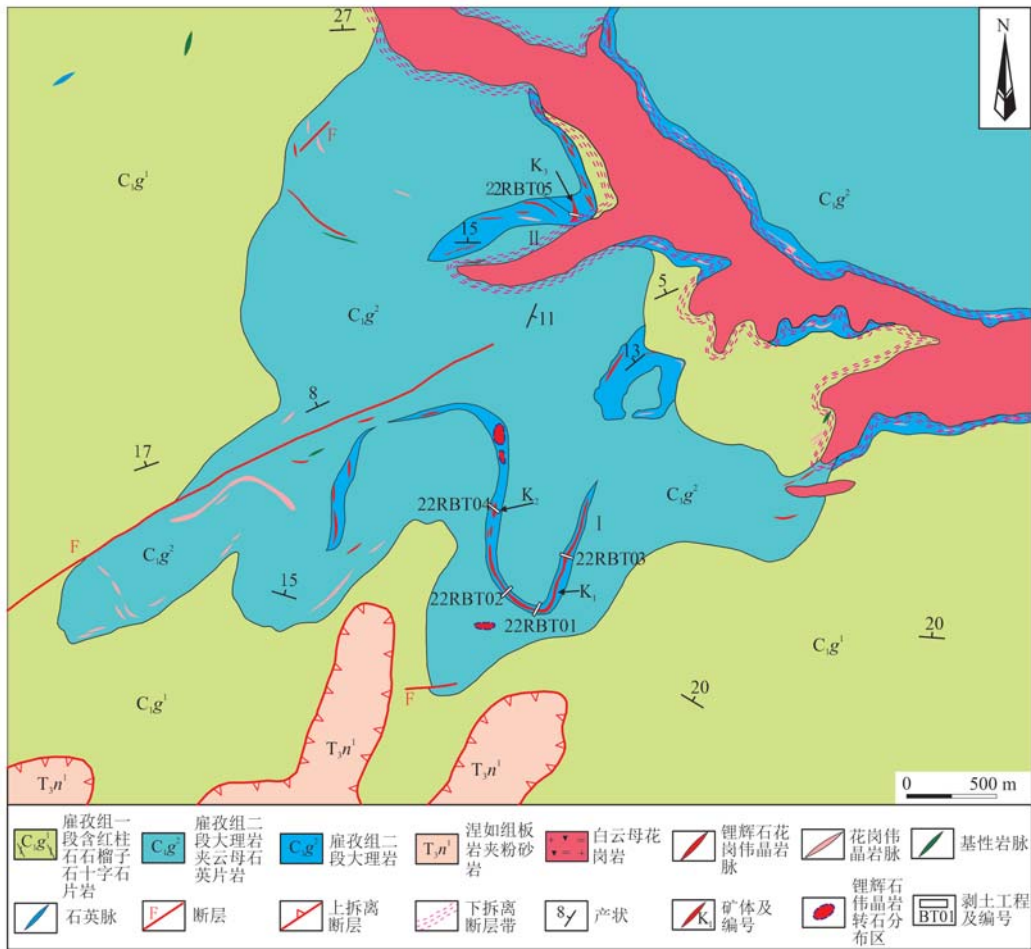 27
N
F
C₁g¹
K₃
22RBT05
C₁g²
15
II
5
C₁g²
11
13
8
17
K₂
22RBT04
C₁g²
I
F
C₁g²
22RBT03
15
K₁
22RBT02
22RBT01
20
C₁g¹
20
C₁g¹
F
T₃n¹
T₃n¹
T₃n¹
0 500 m
C₁g¹ 雇孜组一段含红柱石石榴子石十字石片岩
C₁g² 雇孜组二段大理岩夹云母石英片岩
C₁g² 雇孜组二段大理岩
T₃n¹ 涅如组板岩夹粉砂岩
白云母花岗岩
锂辉石花岗伟晶岩脉
花岗伟晶岩脉
基性岩脉
石英脉
F 断层
上拆离断层
下拆离断层带
8 产状
K₁ 矿体及编号
锂辉石伟晶岩转石分布区
BT01 剥土工程及编号